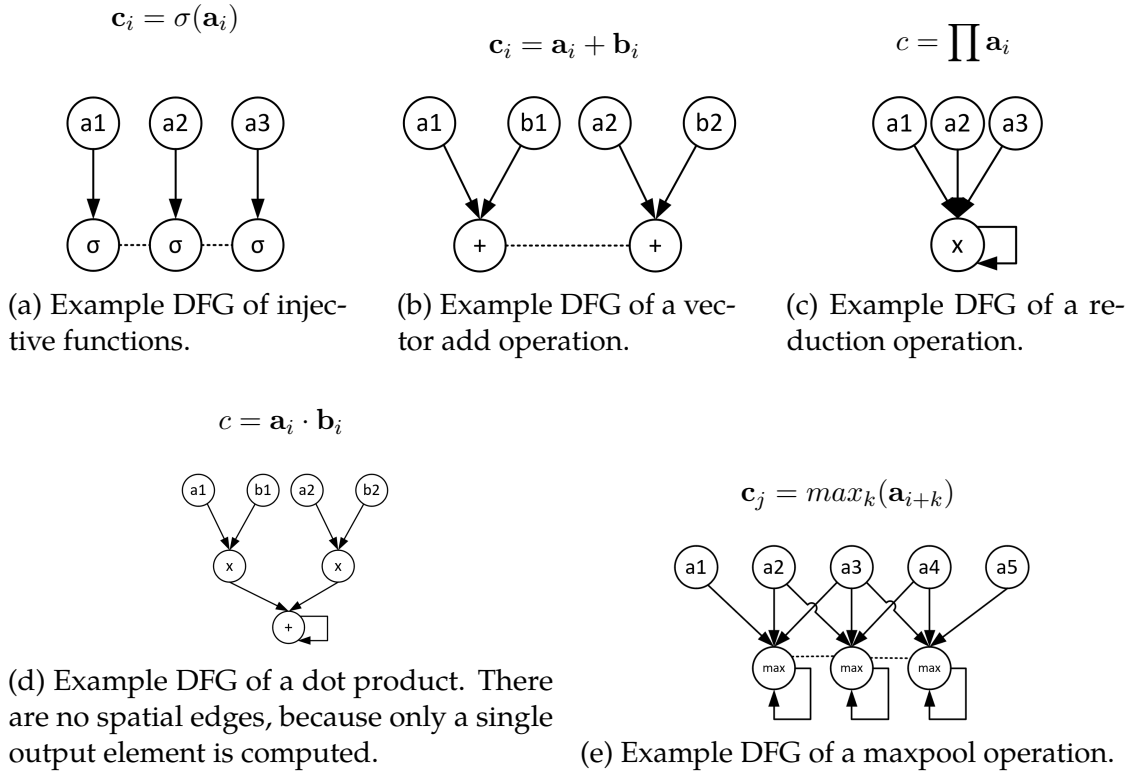 c_i = σ(a_i)
a1 a2 a3
σ σ σ
(a) Example DFG of injec-
tive functions.
c_i = a_i + b_i
a1 b1 a2 b2
+ +
(b) Example DFG of a vec-
tor add operation.
c = ∏ a_i
a1 a2 a3
x
(c) Example DFG of a re-
duction operation.
c = a_i · b_i
a1 b1 a2 b2
x x
+
(d) Example DFG of a dot product. There
are no spatial edges, because only a single
output element is computed.
c_j = max_k(a_{i+k})
a1 a2 a3 a4 a5
max max max
(e) Example DFG of a maxpool operation.